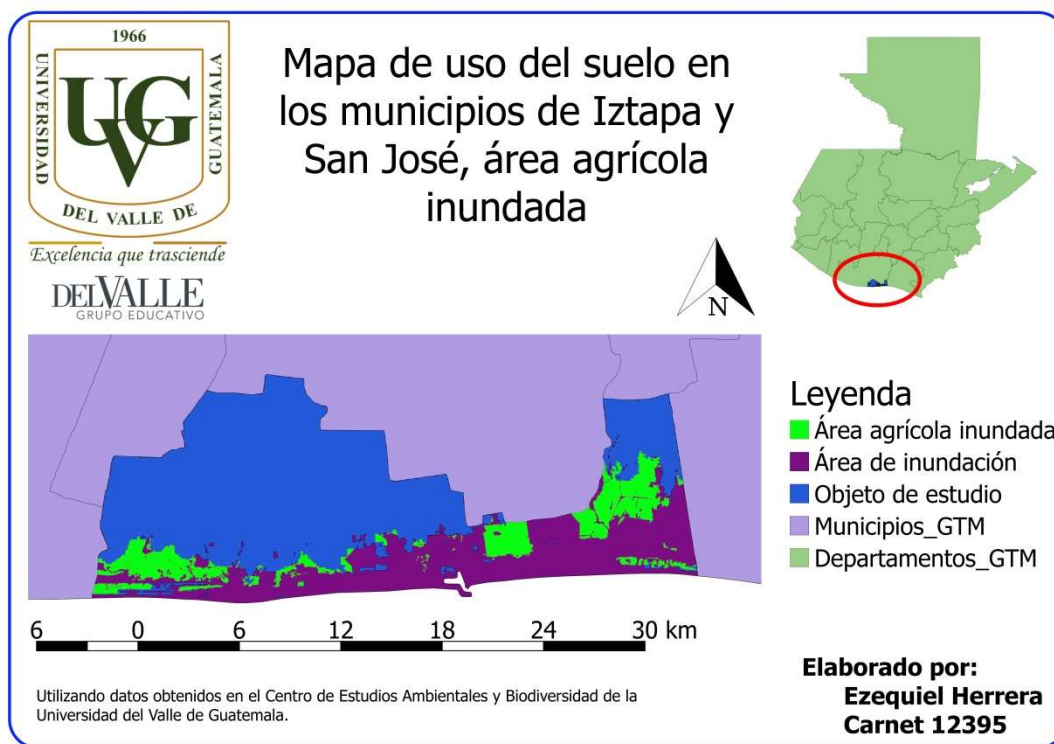 1966
UNIVERSIDAD
UVG
GUATEMALA
DEL VALLE DE
Excelencia que trasciende
DELVALLE
GRUPO EDUCATIVO
Mapa de uso del suelo en
los municipios de Iztapa y
San José, área agrícola
inundada
N
Leyenda
Área agrícola inundada
Área de inundación
Objeto de estudio
Municipios_GTM
Departamentos_GTM
6 0 6 12 18 24 30 km
Utilizando datos obtenidos en el Centro de Estudios Ambientales y Biodiversidad de la
Universidad del Valle de Guatemala.
Elaborado por:
Ezequiel Herrera
Carnet 12395